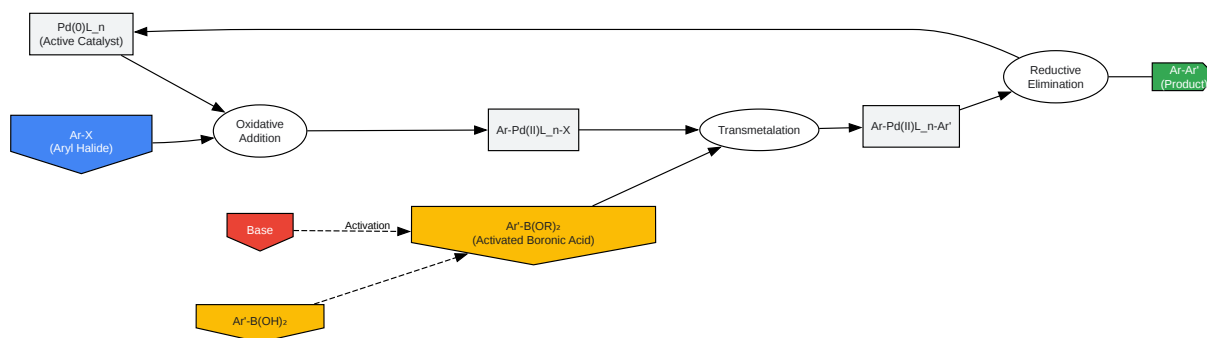 Pd(0)L_n
(Active Catalyst)
Ar-X
(Aryl Halide)
Oxidative
Addition
Ar-Pd(II)L_n-X
Transmetalation
Ar-Pd(II)L_n-Ar'
Reductive
Elimination
Ar-Ar'
(Product)
Base
Activation
Ar'-B(OR)₂
(Activated Boronic Acid)
Ar'-B(OH)₂